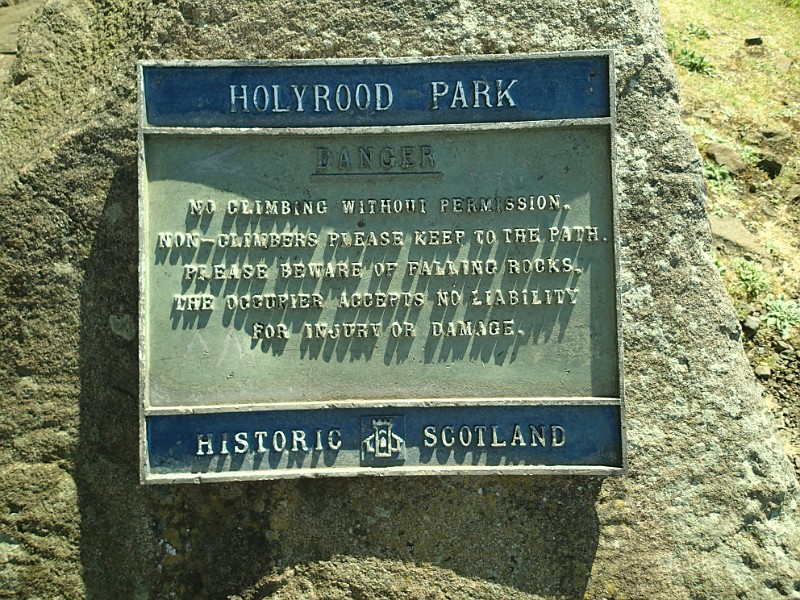 HOLYROOD PARK
DANGER
NO CLIMBING WITHOUT PERMISSION.
NON-CLIMBERS PLEASE KEEP TO THE PATH.
PLEASE BEWARE OF FALLING ROCKS.
THE OCCUPIER ACCEPTS NO LIABILITY
FOR INJURY OR DAMAGE.
HISTORIC SCOTLAND